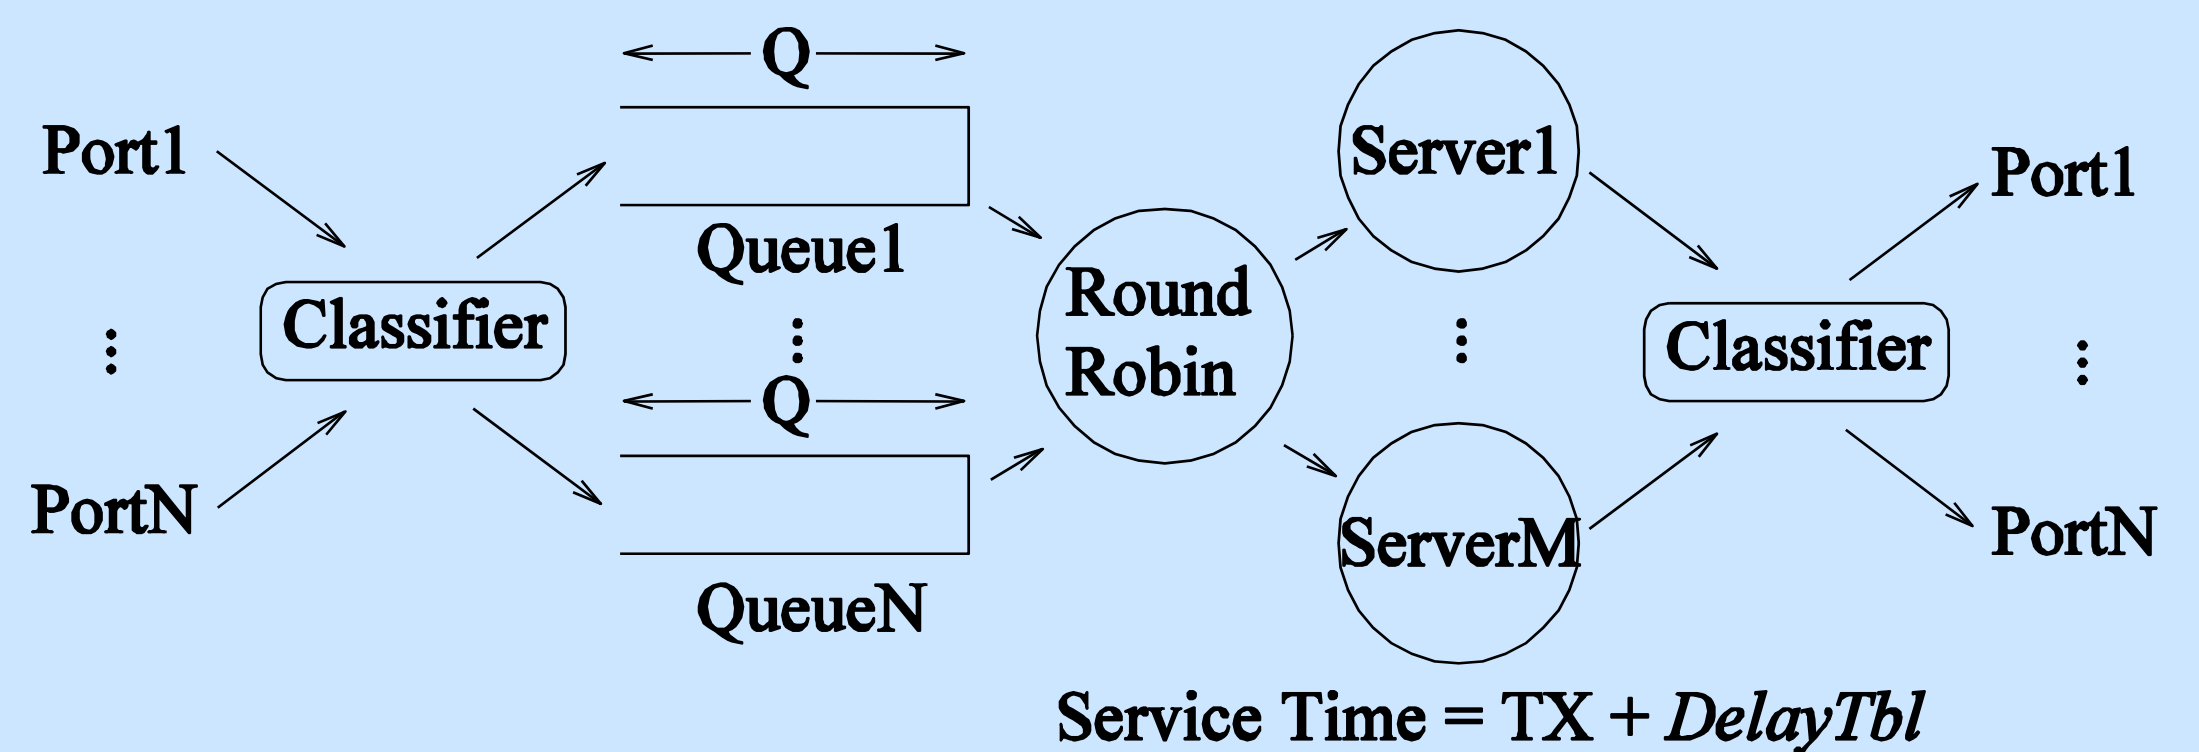 Q
Port1
Server1
Port1
Queue1
Round
Robin
Classifier
Classifier
Q
PortN
ServerM
PortN
QueueN
Service Time = TX + DelayTbl